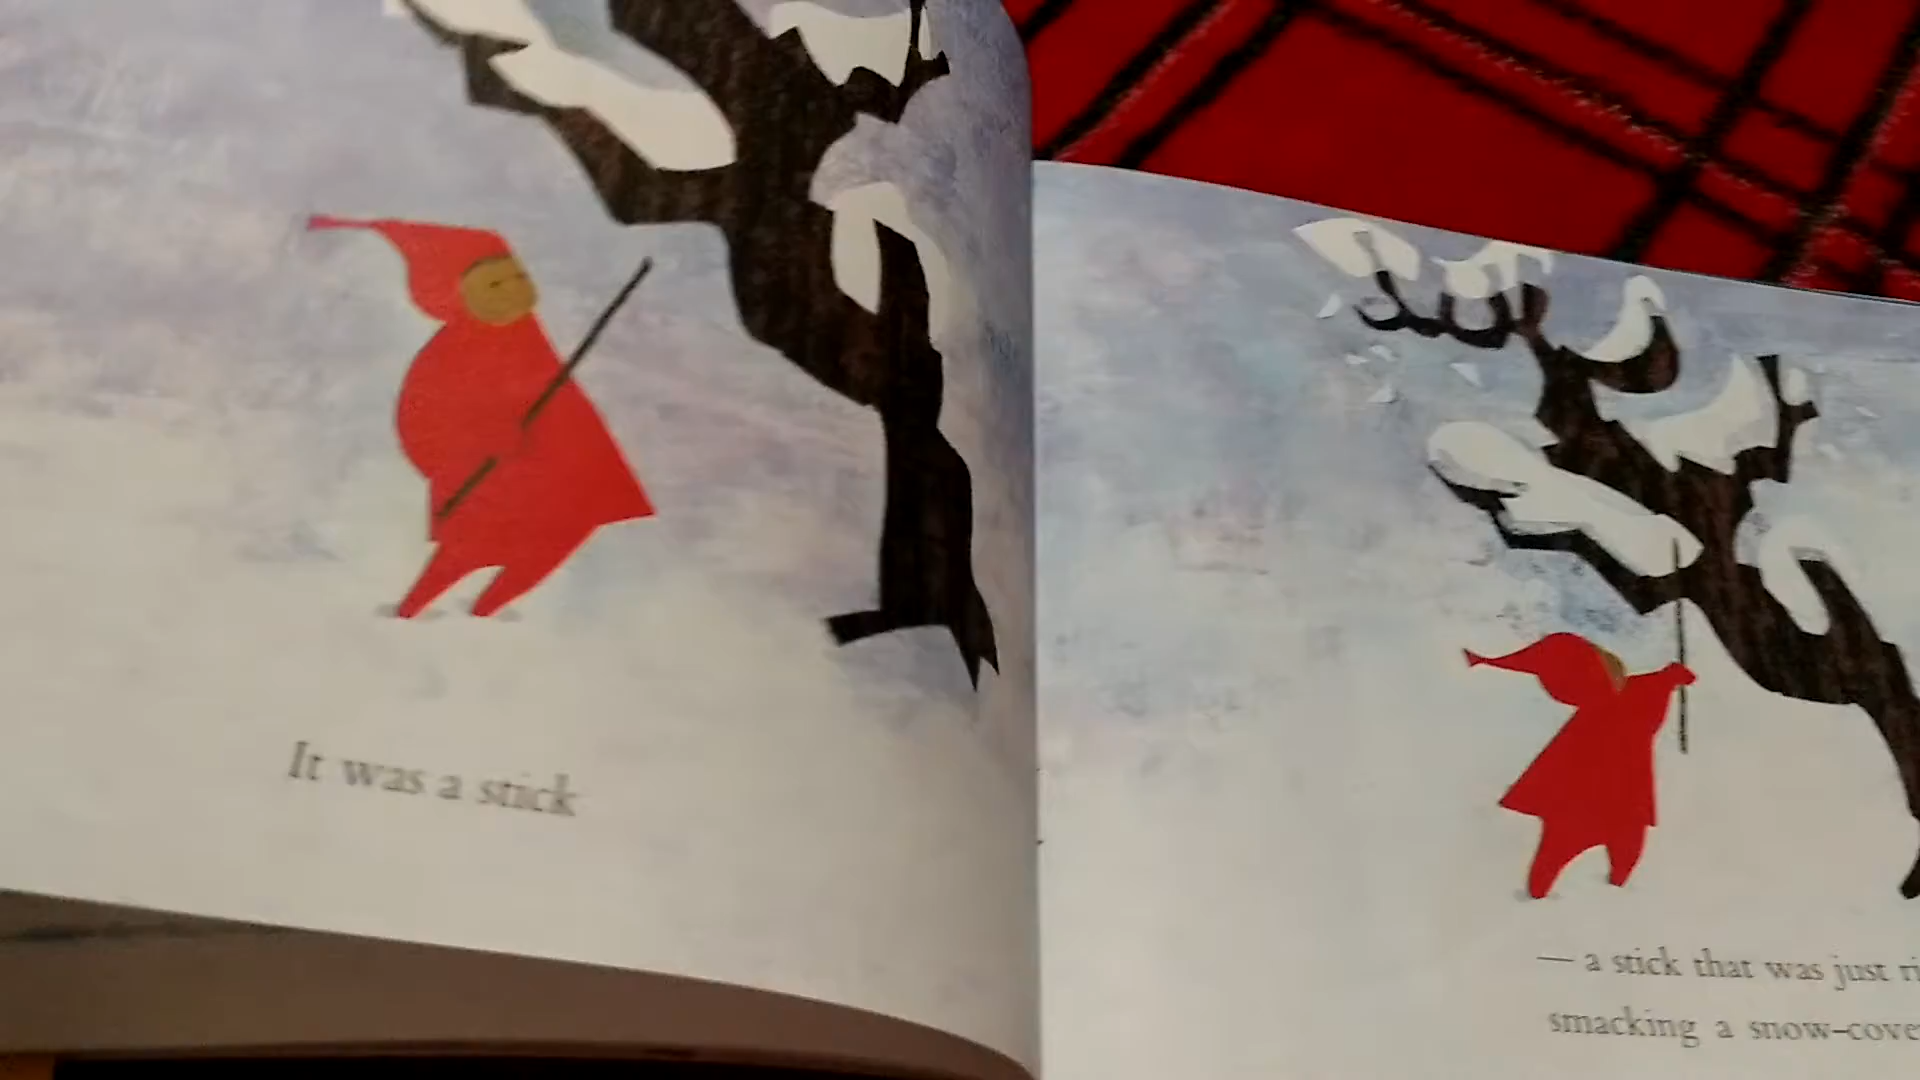 It was a stick
— a stick that was just
smacking a snow-